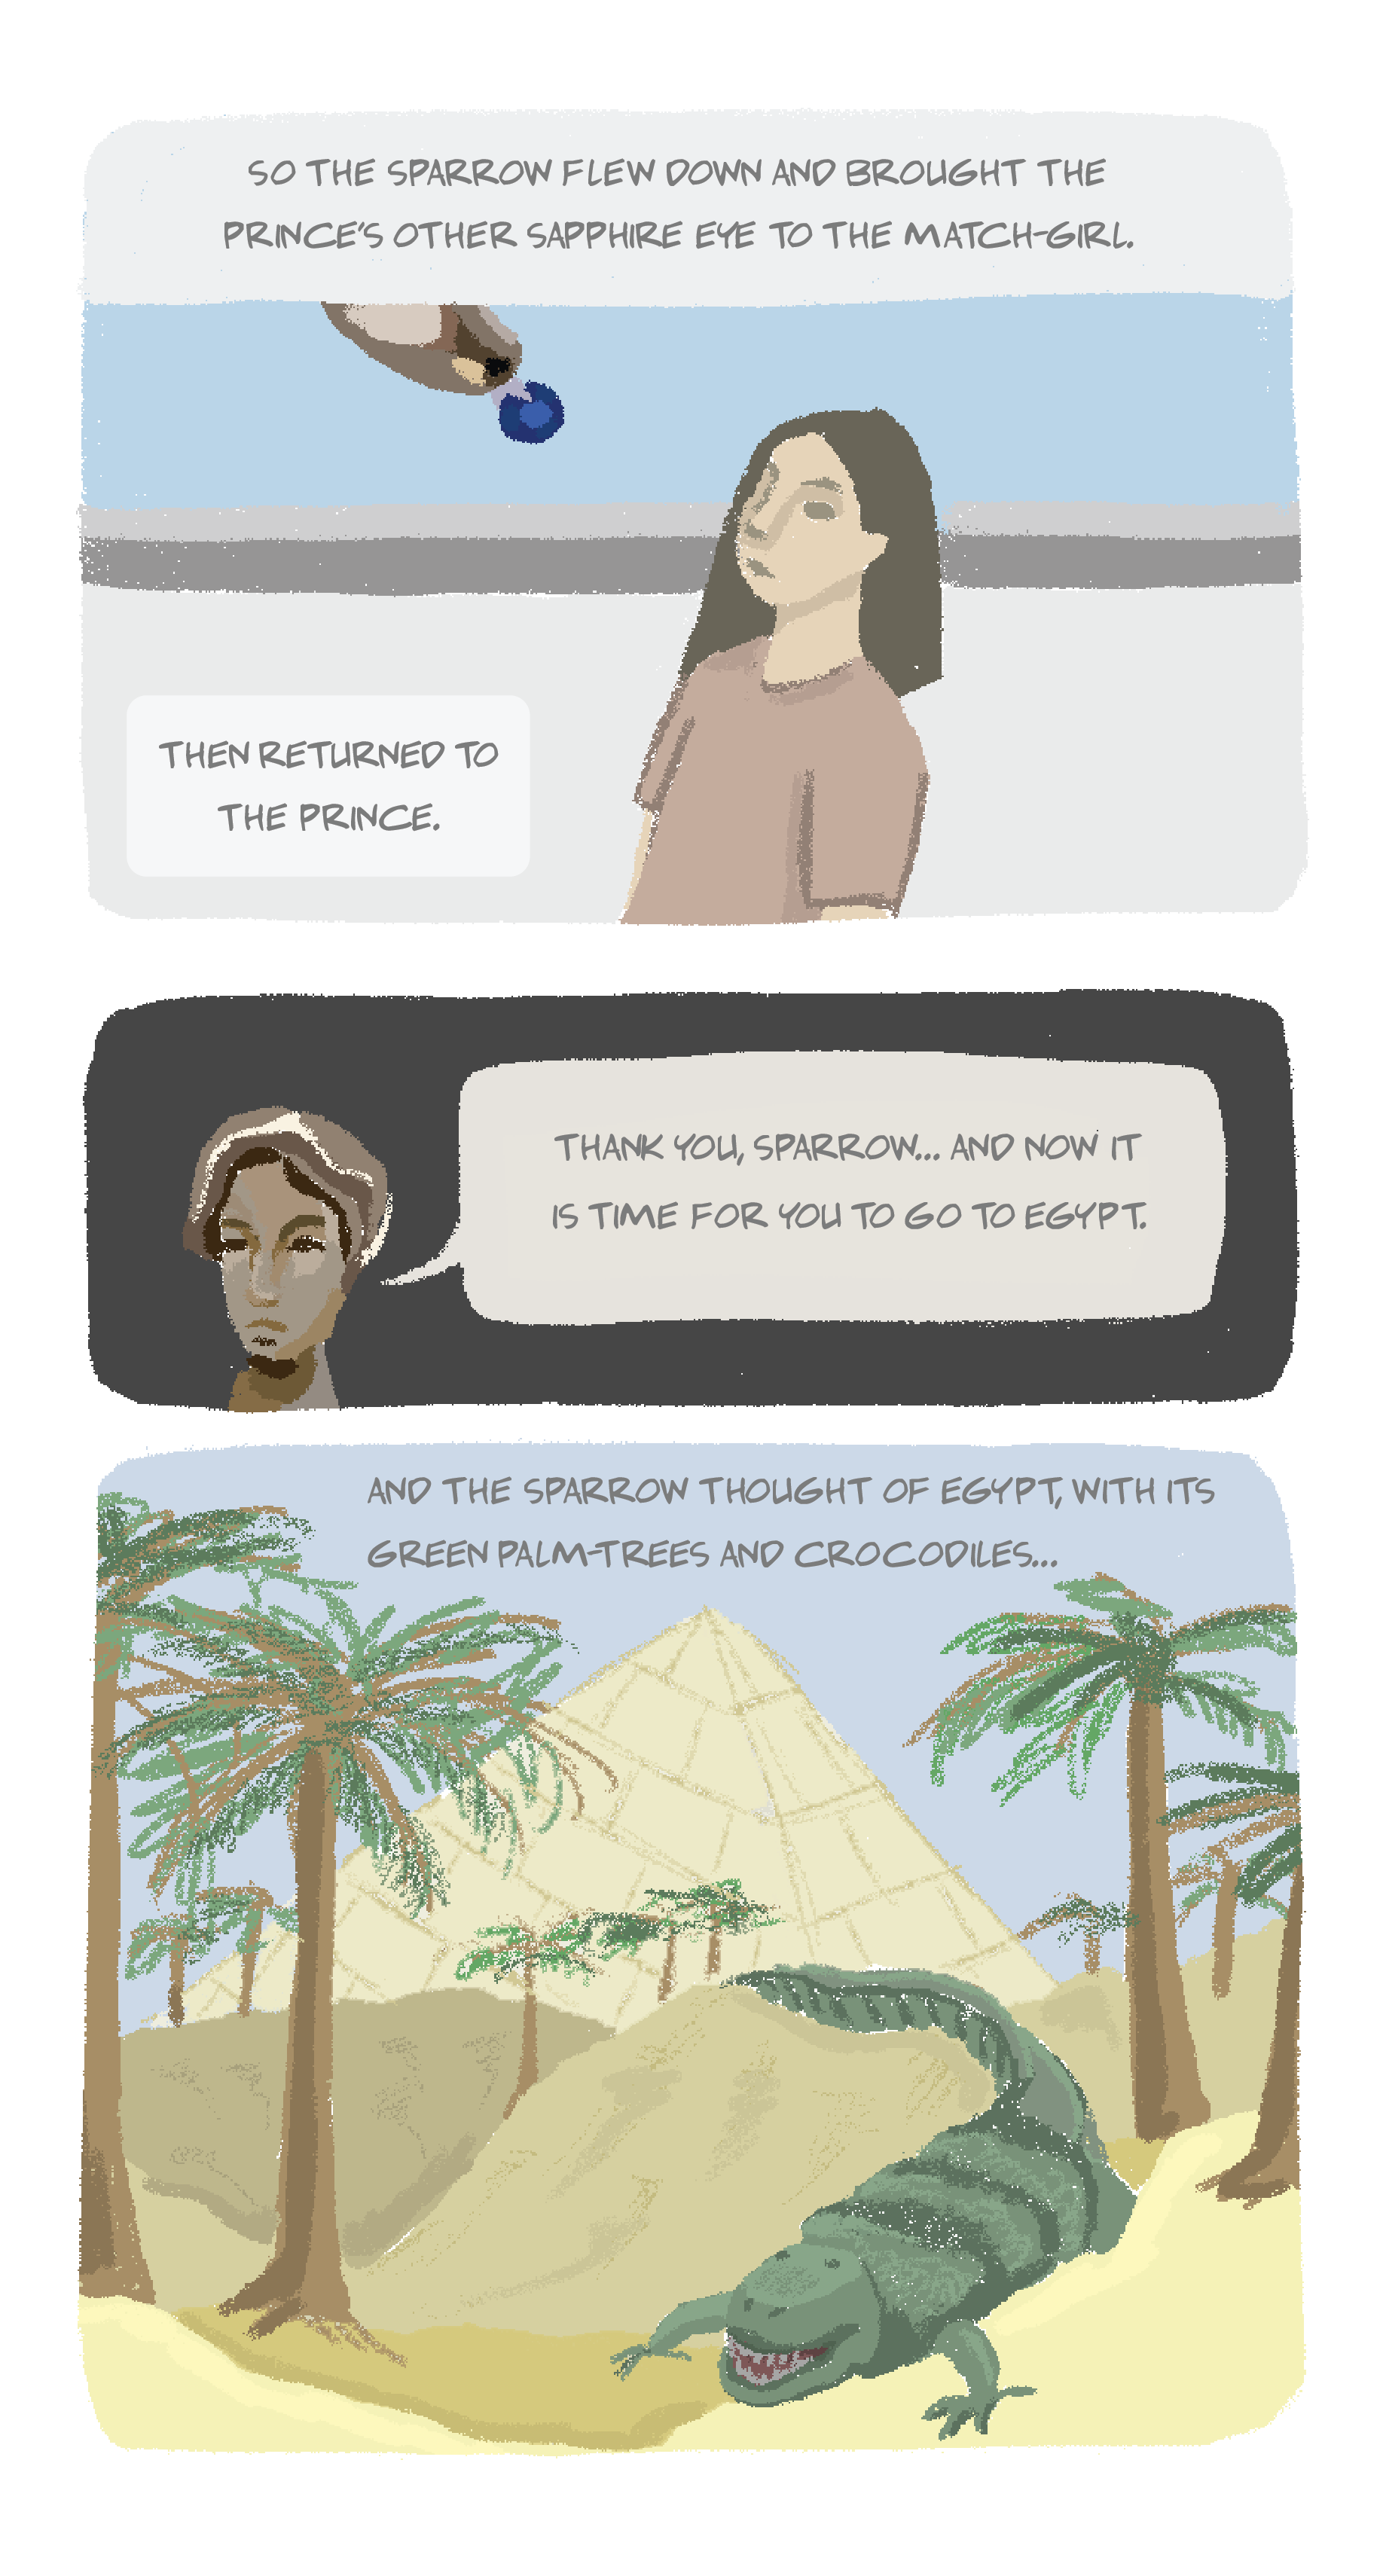 SO THE SPARROW FLEW DOWN AND BROUGHT THE
PRINCE'S OTHER SAPPHIRE EYE TO THE MATCH-GIRL.
THEN RETURNED TO
THE PRINCE.
THANK YOU, SPARROW... AND NOW IT
IS TIME FOR YOU TO GO TO EGYPT.
AND THE SPARROW THOUGHT OF EGYPT, WITH ITS
GREEN PALM-TREES AND CROCODILES...